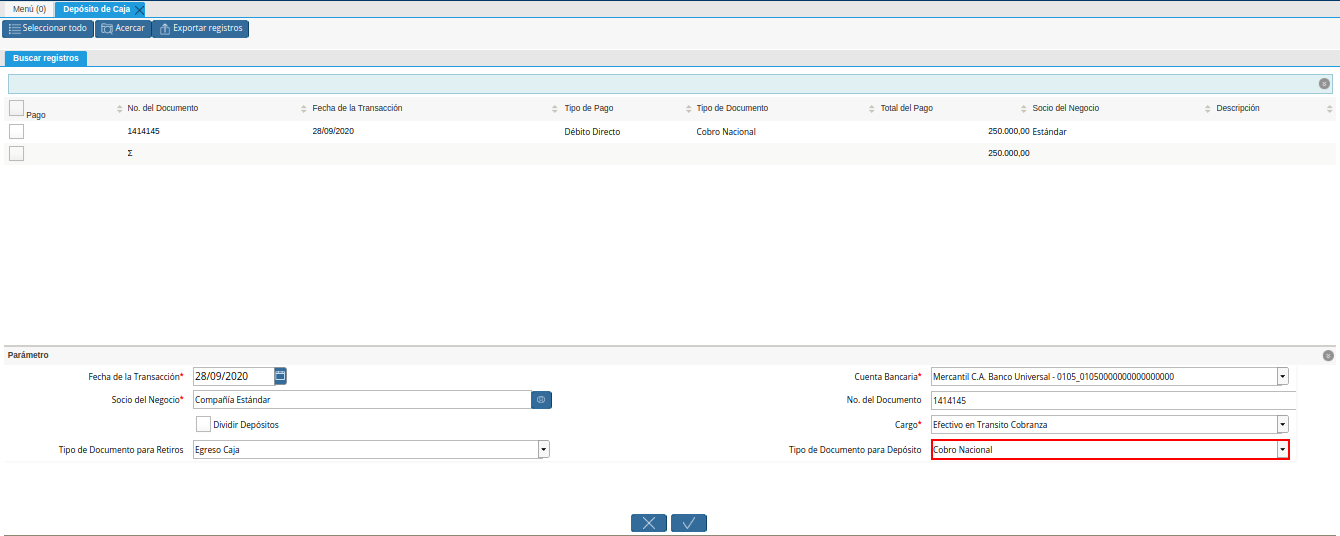 Menú (0) Depósito de Caja
Seleccionar todo Acercar Exportar registros
Buscar registros
Pago No. del Documento Fecha de la Transacción Tipo de Pago Tipo de Documento Total del Pago Socio del Negocio Descripción
1414145 28/09/2020 Débito Directo Cobro Nacional 250.000,00 Estándar
Σ 250.000,00
Parámetro
Fecha de la Transacción* 28/09/2020 Cuenta Bancaria* Mercantil C.A. Banco Universal - 0105_01050000000000000000
Socio del Negocio* Compañía Estándar No. del Documento 1414145
Dividir Depósitos Cargo* Efectivo en Transito Cobranza
Tipo de Documento para Retiros Egreso Caja Tipo de Documento para Depósito Cobro Nacional